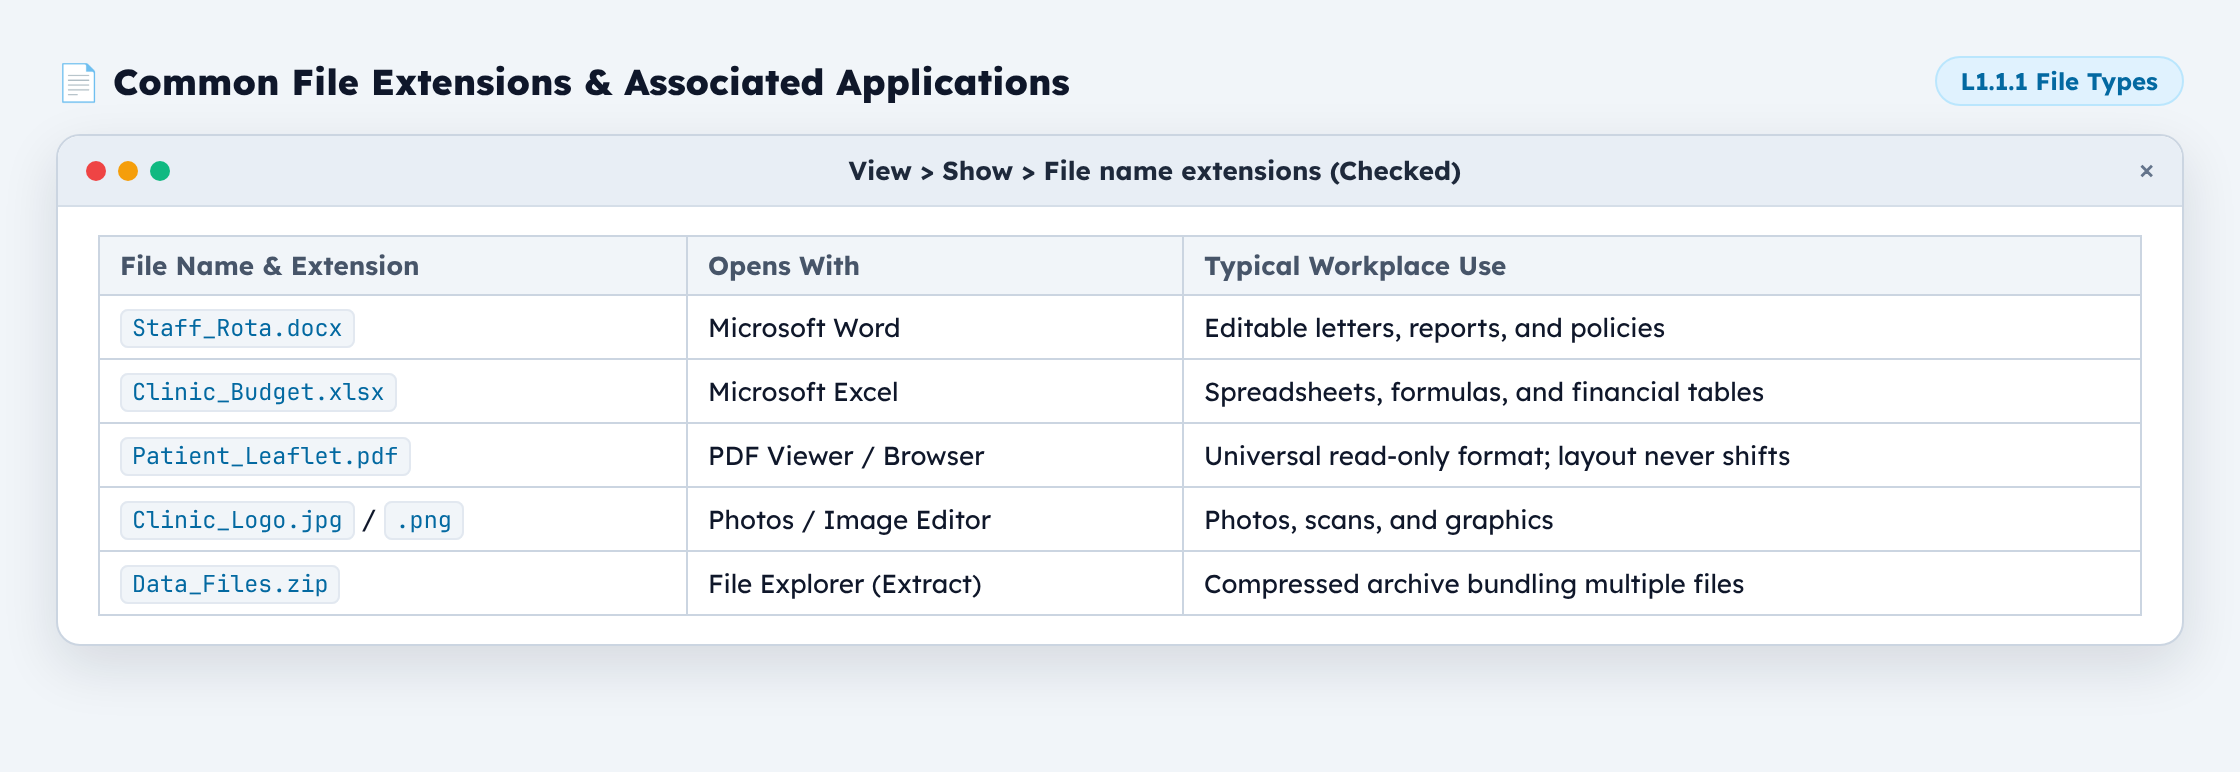 Common File Extensions & Associated Applications
L1.1.1 File Types
View > Show > File name extensions (Checked)
×
File Name & Extension Opens With Typical Workplace Use
Staff_Rota.docx Microsoft Word Editable letters, reports, and policies
Clinic_Budget.xlsx Microsoft Excel Spreadsheets, formulas, and financial tables
Patient_Leaflet.pdf PDF Viewer / Browser Universal read-only format; layout never shifts
Clinic_Logo.jpg / .png Photos / Image Editor Photos, scans, and graphics
Data_Files.zip File Explorer (Extract) Compressed archive bundling multiple files